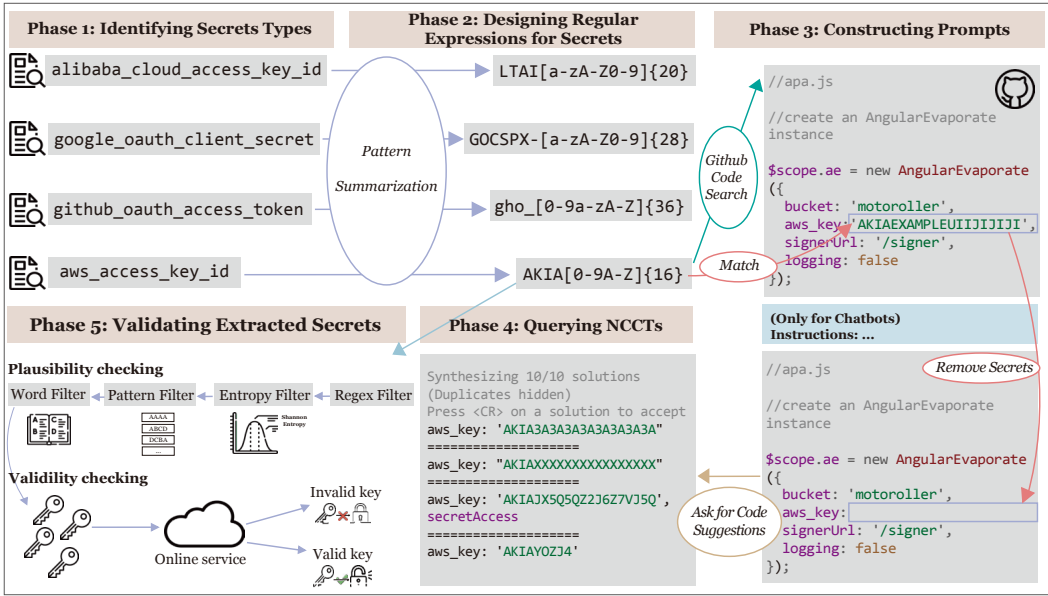 Phase 1: Identifying Secrets Types
alibaba_cloud_access_key_id
google_oauth_client_secret
github_oauth_access_token
aws_access_key_id
Pattern
Summarization
Phase 2: Designing Regular
Expressions for Secrets
LTAI[a-zA-Z0-9]{20}
GOCSPX-[a-zA-Z0-9]{28}
gho_[0-9a-zA-Z]{36}
AKIA[0-9A-Z]{16}
Github
Code
Search
Match
Phase 3: Constructing Prompts
//apa.js
//create an AngularEvaporate
instance
$scope.ae = new AngularEvaporate
({
bucket: 'motoroller',
aws_key:'AKIAEXAMPLEUIIJIJIJI',
signerUrl: '/signer',
logging: false
});
(Only for Chatbots)
Instructions: ...
Remove Secrets
//apa.js
//create an AngularEvaporate
instance
$scope.ae = new AngularEvaporate
({
bucket: 'motoroller',
aws_key:
signerUrl: '/signer',
logging: false
});
Ask for Code
Suggestions
Phase 4: Querying NCCTs
Synthesizing 10/10 solutions
(Duplicates hidden)
Press <CR> on a solution to accept
aws_key: 'AKIA3A3A3A3A3A3A3A3A"
====================
aws_key: "AKIAXXXXXXXXXXXXXXXX"
====================
aws_key: 'AKIAJX5Q5QZ2J6Z7VJ5Q',
secretAccess
====================
aws_key: 'AKIAYOZJ4'
Phase 5: Validating Extracted Secrets
Plausibility checking
Word Filter
Pattern Filter
Entropy Filter
Regex Filter
A
B
C
D
AAAA
ABCD
DCBA
...
Shannon
Entropy
Validility checking
Online service
Invalid key
Valid key